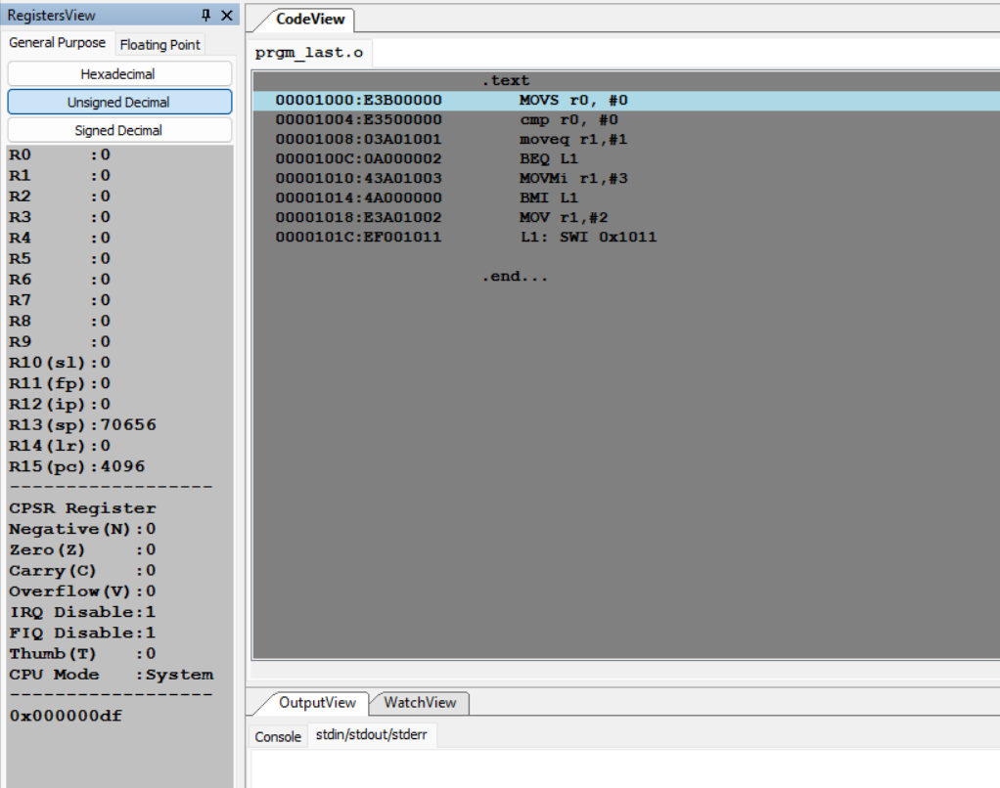 RegistersView
General Purpose Floating Point
Hexadecimal
Unsigned Decimal
Signed Decimal
R0 :0
R1 :0
R2 :0
R3 :0
R4 :0
R5 :0
R6 :0
R7 :0
R8 :0
R9 :0
R10(sl):0
R11(fp):0
R12(ip):0
R13(sp):70656
R14(lr):0
R15(pc):4096
------------------
CPSR Register
Negative(N):0
Zero(Z) :0
Carry(C) :0
Overflow(V):0
IRQ Disable:1
FIQ Disable:1
Thumb(T) :0
CPU Mode :System
------------------
0x000000df
CodeView
prgm_last.o
.text
00001000:E3B00000 MOVS r0, #0
00001004:E3500000 cmp r0, #0
00001008:03A01001 moveq r1,#1
0000100C:0A000002 BEQ L1
00001010:43A01003 MOVMi r1,#3
00001014:4A000000 BMI L1
00001018:E3A01002 MOV r1,#2
0000101C:EF001011 L1: SWI 0x1011
.end...
OutputView WatchView
Console stdin/stdout/stderr